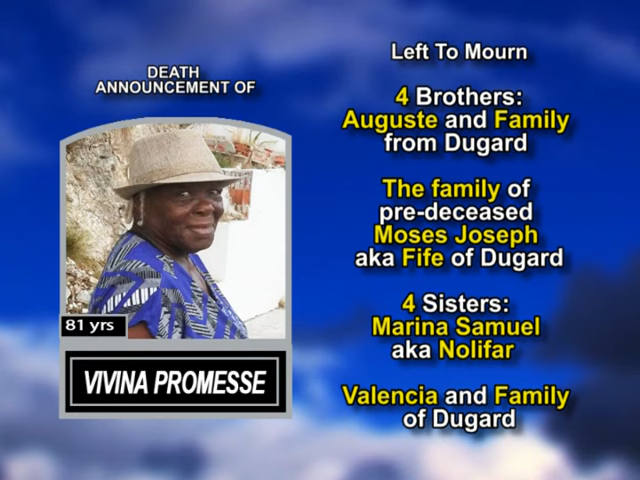 DEATH
ANNOUNCEMENT OF
81 yrs
VIVINA PROMESSE
Left To Mourn
4 Brothers:
Auguste and Family
from Dugard
The family of
pre-deceased
Moses Joseph
aka Fife of Dugard
4 Sisters:
Marina Samuel
aka Nolifar
Valencia and Family
of Dugard